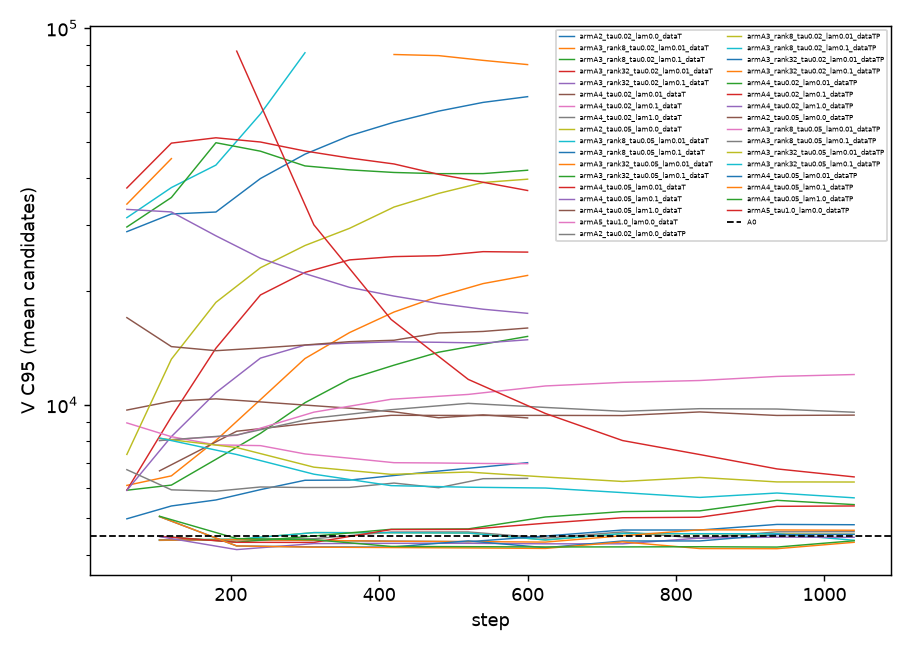 10^5
10^4
V C95 (mean candidates)
200
400
600
800
1000
step
armA2_tau0.02_lam0.0_dataT
armA3_rank8_tau0.02_lam0.01_dataT
armA3_rank8_tau0.02_lam0.1_dataT
armA3_rank32_tau0.02_lam0.01_dataT
armA3_rank32_tau0.02_lam0.1_dataT
armA4_tau0.02_lam0.01_dataT
armA4_tau0.02_lam0.1_dataT
armA4_tau0.02_lam1.0_dataT
armA2_tau0.05_lam0.0_dataT
armA3_rank8_tau0.05_lam0.01_dataT
armA3_rank8_tau0.05_lam0.1_dataT
armA3_rank32_tau0.05_lam0.01_dataT
armA3_rank32_tau0.05_lam0.1_dataT
armA4_tau0.05_lam0.01_dataT
armA4_tau0.05_lam0.1_dataT
armA4_tau0.05_lam1.0_dataT
armA5_tau1.0_lam0.0_dataT
armA2_tau0.02_lam0.0_dataTP
armA3_rank8_tau0.02_lam0.01_dataTP
armA3_rank8_tau0.02_lam0.1_dataTP
armA3_rank32_tau0.02_lam0.01_dataTP
armA3_rank32_tau0.02_lam0.1_dataTP
armA4_tau0.02_lam0.01_dataTP
armA4_tau0.02_lam0.1_dataTP
armA4_tau0.02_lam1.0_dataTP
armA2_tau0.05_lam0.0_dataTP
armA3_rank8_tau0.05_lam0.01_dataTP
armA3_rank8_tau0.05_lam0.1_dataTP
armA3_rank32_tau0.05_lam0.01_dataTP
armA3_rank32_tau0.05_lam0.1_dataTP
armA4_tau0.05_lam0.01_dataTP
armA4_tau0.05_lam0.1_dataTP
armA4_tau0.05_lam1.0_dataTP
armA5_tau1.0_lam0.0_dataTP
A0